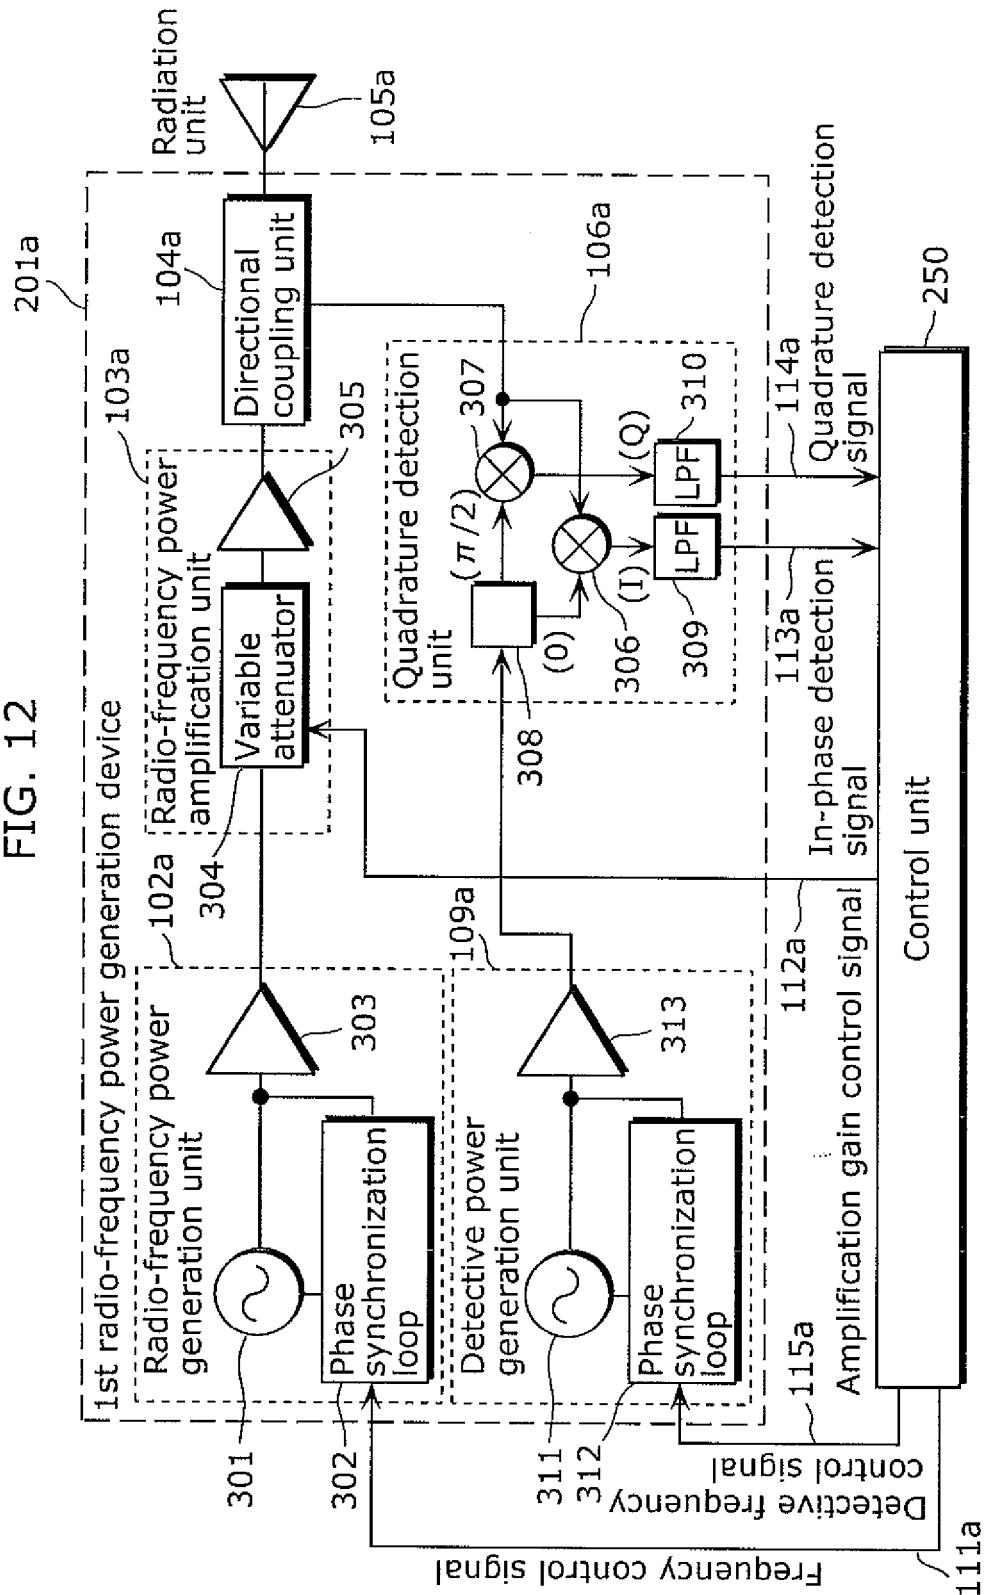 FIG. 12
201a
1st radio-frequency power generation device
102a
Radio-frequency power
generation unit
301
303
302
Phase
synchronization
loop
103a
Radio-frequency power
amplification unit
304
Variable
attenuator
305
104a
Directional
coupling unit
Radiation
unit
105a
109a
Detective power
generation unit
311
313
312
Phase
synchronization
loop
106a
Quadrature detection
unit
307
(π/2)
308
(0)
306
(I)
(Q)
309
LPF
310
LPF
Frequency control signal
111a
Detective frequency
control signal
115a
Amplification gain control signal
112a
In-phase detection
signal
113a
Quadrature detection
signal
114a
250
Control unit